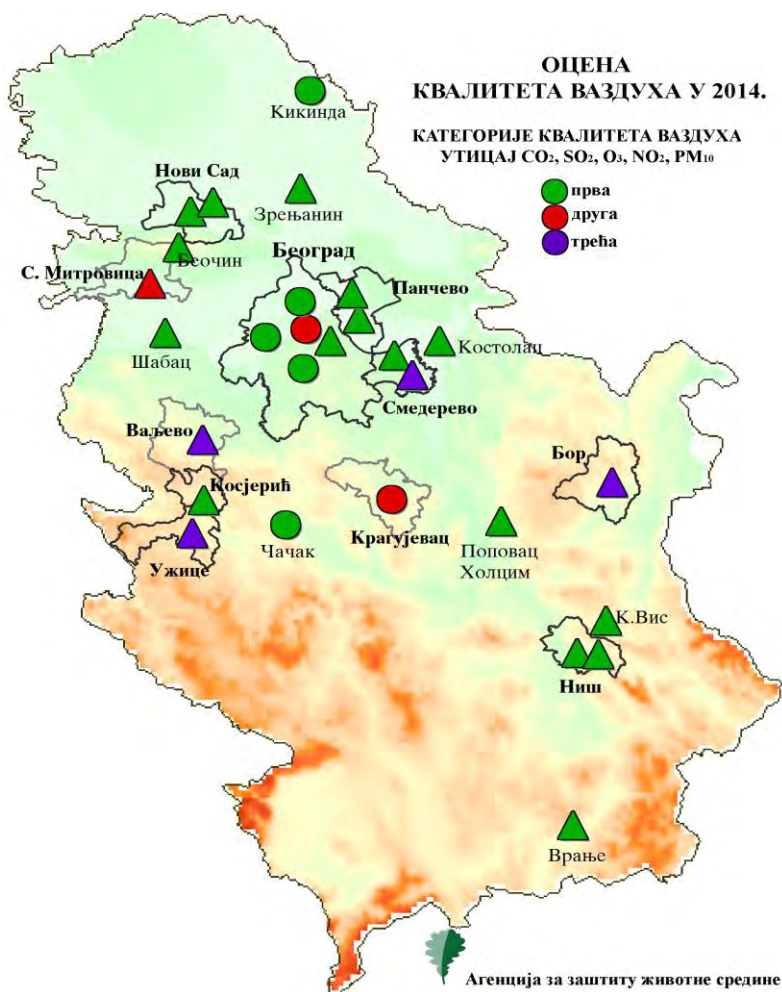 ОЦЕНА
КВАЛИТЕТА ВАЗДУХА У 2014.
КАТЕГОРИЈЕ КВАЛИТЕТА ВАЗДУХА
УТИЦАЈ CO₂, SO₂, O₃, NO₂, PM₁₀
прва
друга
трећа
Кикинда
Нови Сад
Зрењанин
Беочин
Београд
С. Митровица
Панчево
Шабац
Костолац
Смедерево
Ваљево
Бор
Косјерић
Крагујевац
Чачак
Поповац
Холцим
Ужице
К.Вис
Ниш
Врање
Агенција за заштиту животне средине